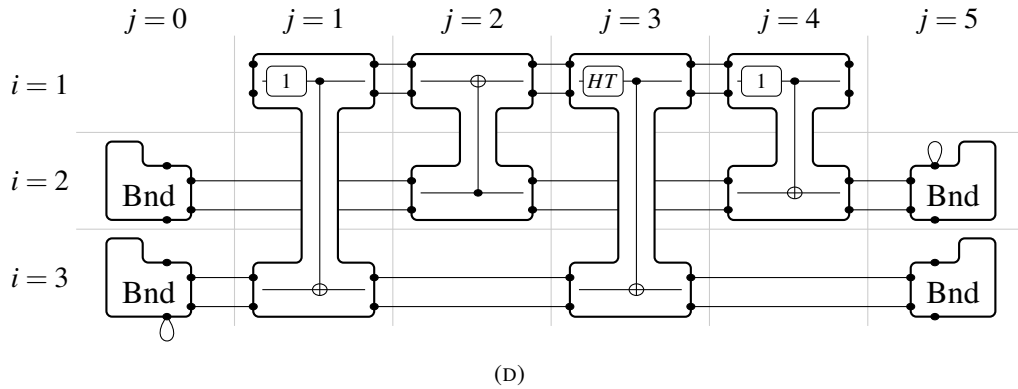 j = 0 j = 1 j = 2 j = 3 j = 4 j = 5
i = 1 1 HT 1
i = 2 Bnd Bnd
i = 3 Bnd Bnd
(D)